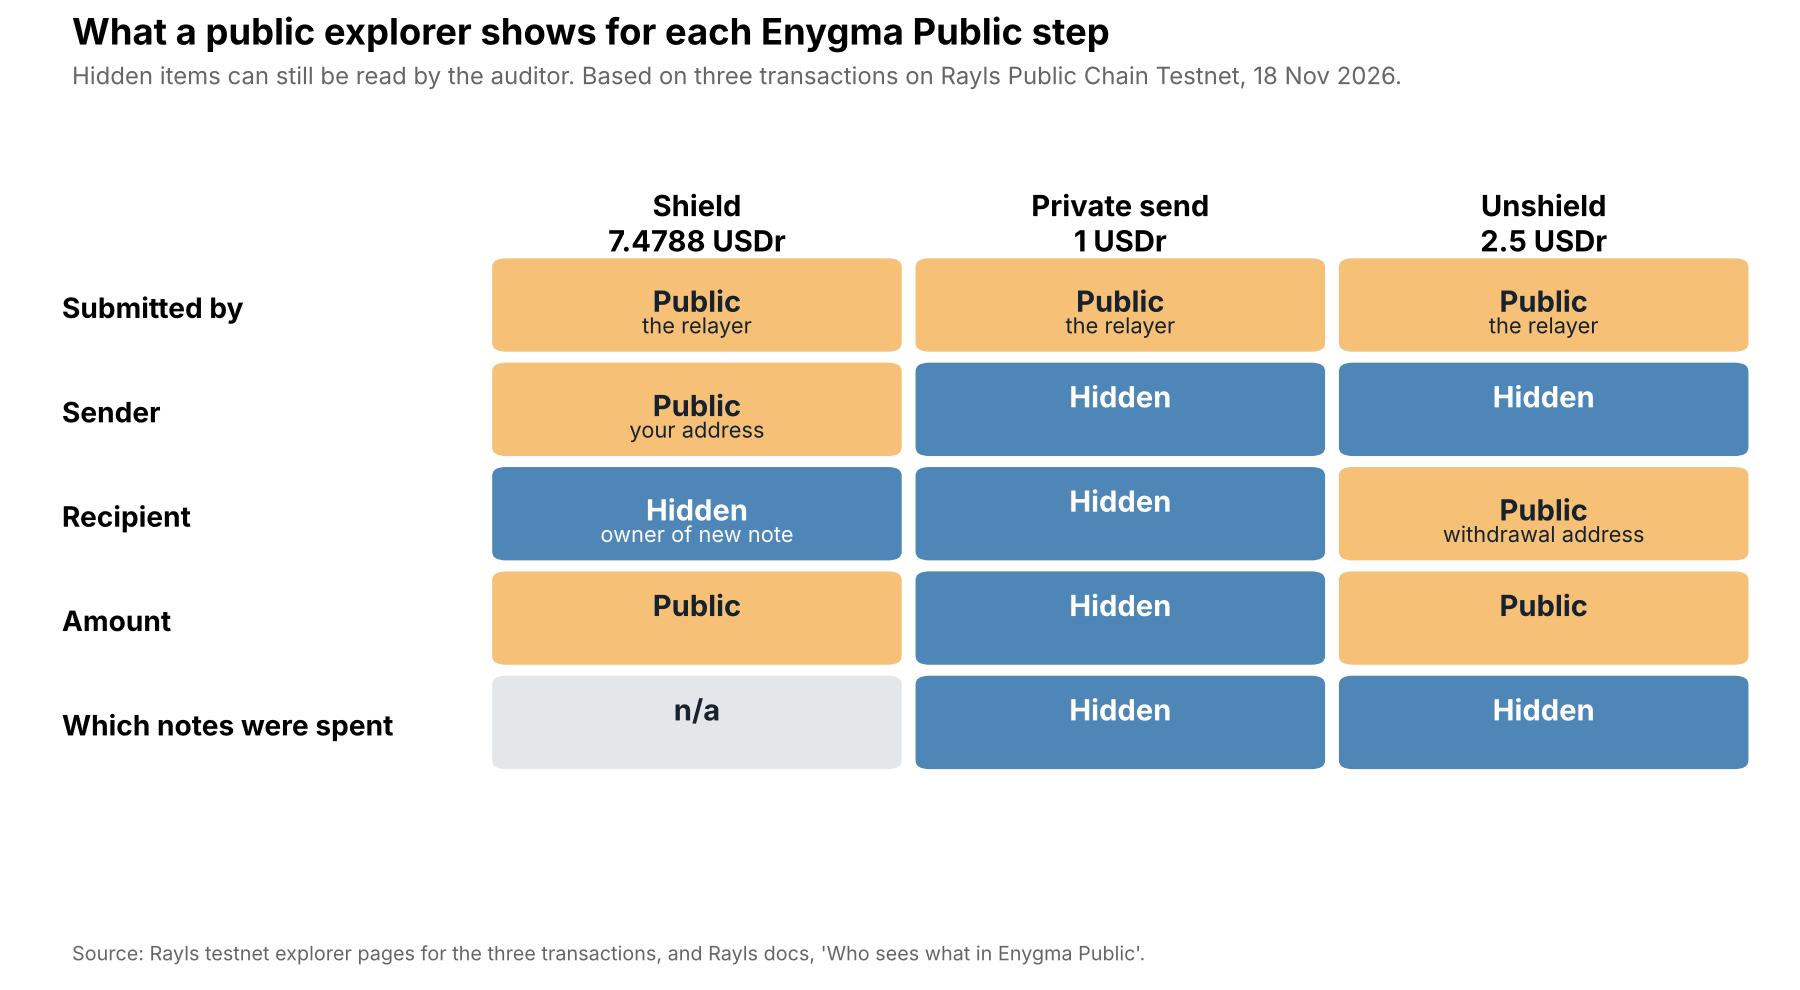 What a public explorer shows for each Enygma Public step
Hidden items can still be read by the auditor. Based on three transactions on Rayls Public Chain Testnet, 18 Nov 2026.
Shield
7.4788 USDr
Private send
1 USDr
Unshield
2.5 USDr
Submitted by
Public
the relayer
Public
the relayer
Public
the relayer
Sender
Public
your address
Hidden
Hidden
Recipient
Hidden
owner of new note
Hidden
Public
withdrawal address
Amount
Public
Hidden
Public
Which notes were spent
n/a
Hidden
Hidden
Source: Rayls testnet explorer pages for the three transactions, and Rayls docs, 'Who sees what in Enygma Public'.